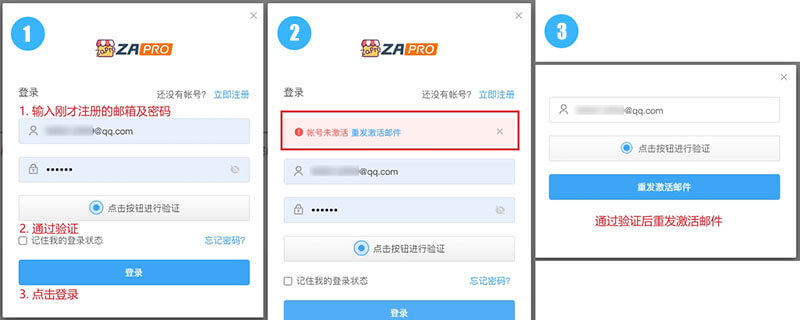 1
ZAPRO
登录
还没有帐号? 立即注册
1. 输入刚才注册的邮箱及密码
@qq.com
••••••
点击按钮进行验证
2. 通过验证
记住我的登录状态 忘记密码?
登录
3. 点击登录
2
ZAPRO
登录
还没有帐号? 立即注册
帐号未激活 重发激活邮件
@qq.com
••••••
点击按钮进行验证
记住我的登录状态 忘记密码?
登录
3
@qq.com
点击按钮进行验证
重发激活邮件
通过验证后重发激活邮件